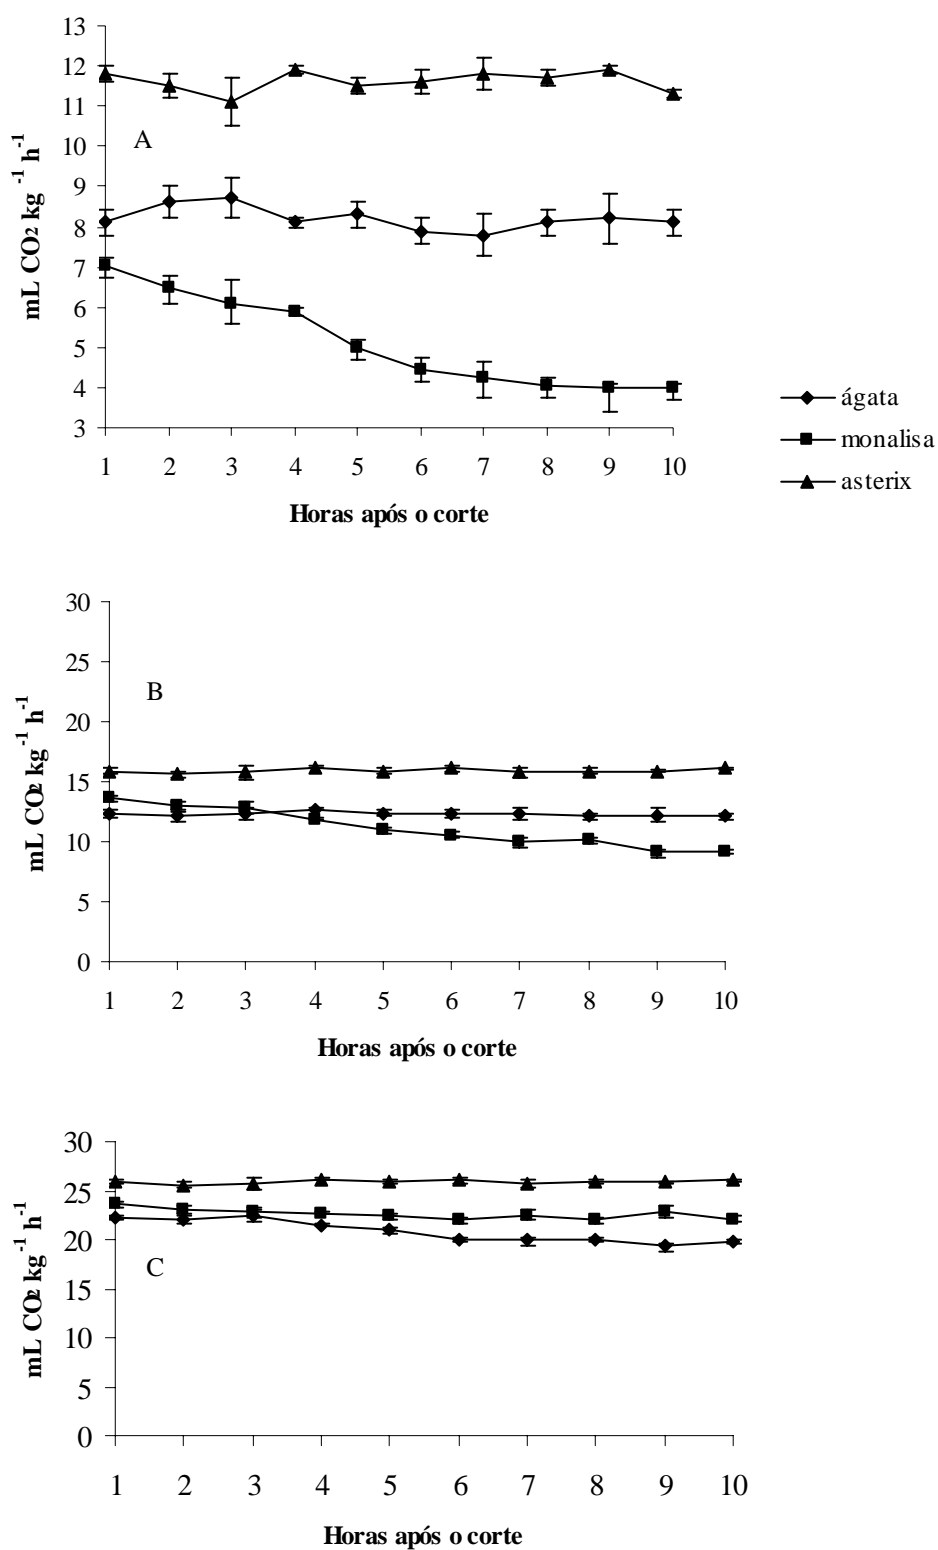 13
12
11
10
9
8
7
6
5
4
3
mL CO2 kg -1 h-1
A
1 2 3 4 5 6 7 8 9 10
Horas após o corte
ágata
monalisa
asterix
30
25
20
15
10
5
0
mL CO2 kg -1 h-1
B
1 2 3 4 5 6 7 8 9 10
Horas após o corte
30
25
20
15
10
5
0
mL CO2 kg -1 h-1
C
1 2 3 4 5 6 7 8 9 10
Horas após o corte